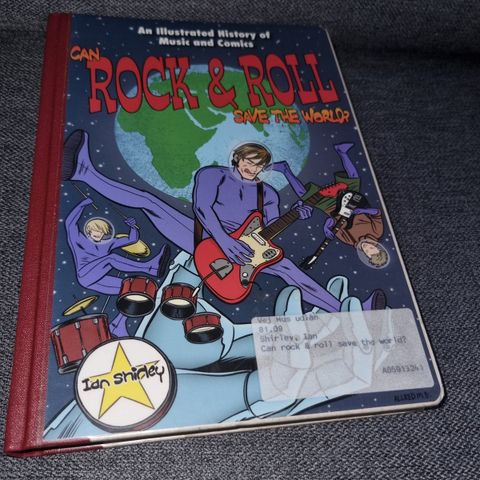 An Illustrated History of
Music and Comics
CAN
ROCK & ROLL
SAVE THE WORLD?
Vej Mus udlån
81.09
Shirley, Ian
Can rock & roll save the world?
Ian Shirley